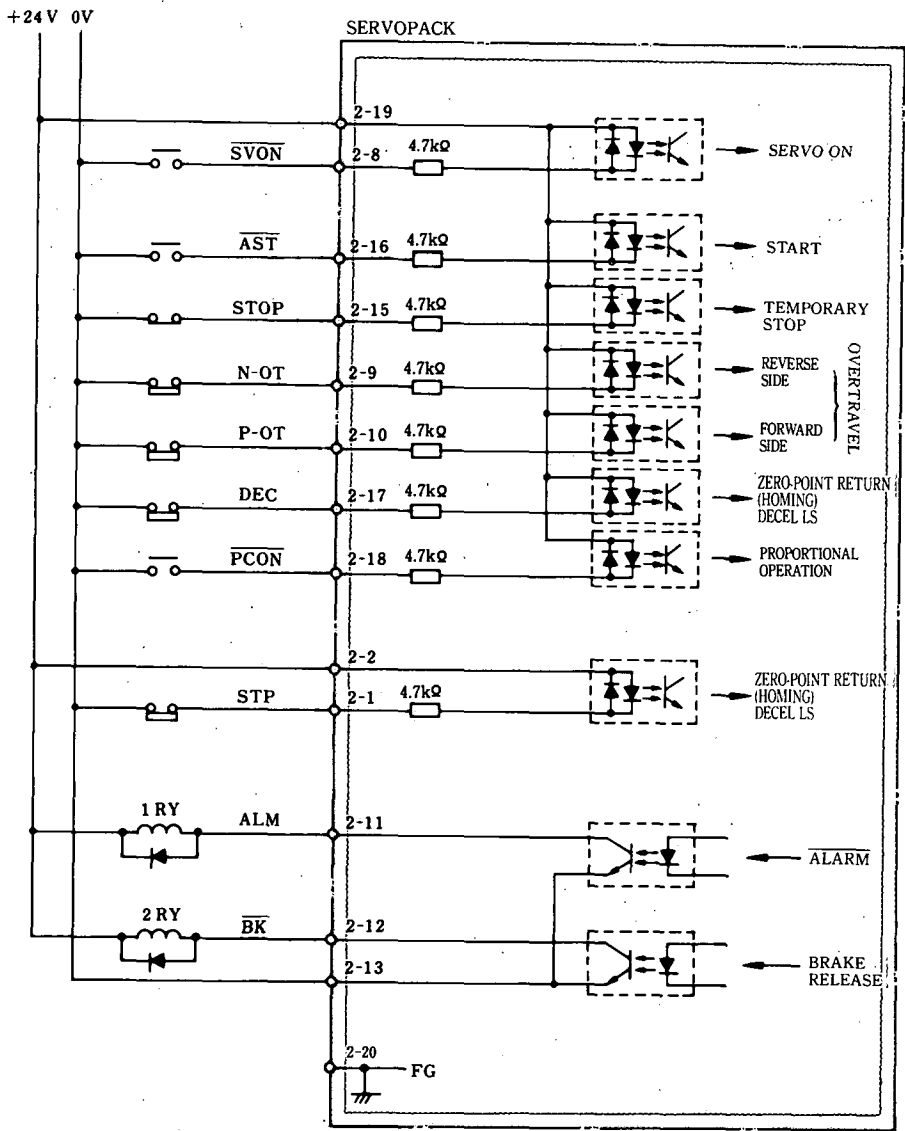 +24V 0V
SERVOPACK
2-19
SVON 2-8 4.7kΩ SERVO ON
AST 2-16 4.7kΩ START
STOP 2-15 4.7kΩ TEMPORARY
STOP
N-OT 2-9 4.7kΩ REVERSE
SIDE
OVERTRAVEL
P-OT 2-10 4.7kΩ FORWARD
SIDE
DEC 2-17 4.7kΩ ZERO-POINT RETURN
(HOMING)
DECEL LS
PCON 2-18 4.7kΩ PROPORTIONAL
OPERATION
2-2
STP 2-1 4.7kΩ ZERO-POINT RETURN
(HOMING)
DECEL LS
1 RY ALM 2-11 ALARM
2 RY BK 2-12
2-13 BRAKE
RELEASE
2-20
FG